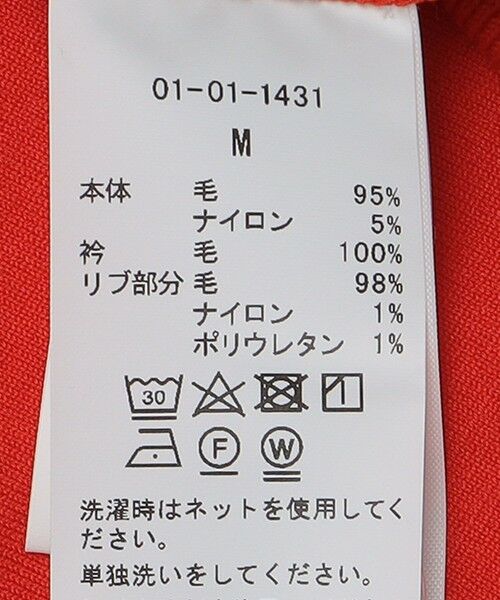 01-01-1431
M
本体 毛 95%
ナイロン 5%
衿 毛 100%
リブ部分 毛 98%
ナイロン 1%
ポリウレタン 1%
30
F W
洗濯時はネットを使用してく
ださい。
単独洗いをしてください。